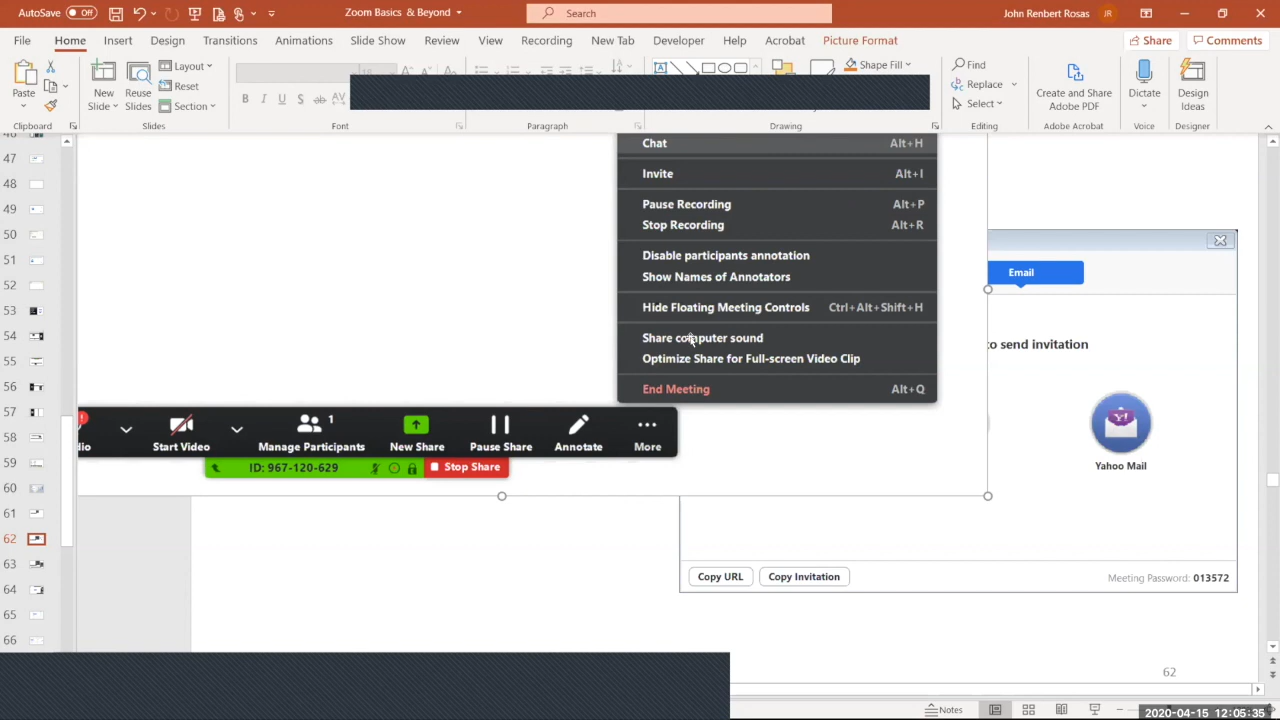 AutoSave Off Zoom Basics & Beyond Search John Renbert Rosas JR
File Home Insert Design Transitions Animations Slide Show Review View Recording New Tab Developer Help Acrobat Picture Format Share Comments
Paste New Slide Reuse Slides Layout Reset Section
B I U S ab AV
Shape Fill
Find
Replace
Select
Create and Share Adobe PDF
Dictate
Design Ideas
Clipboard Slides Font Paragraph Drawing Editing Adobe Acrobat Voice Designer
47
48
49
50
51
52
53
54
55
56
57
58
59
60
61
62
63
64
65
66
Chat Alt+H
Invite Alt+I
Pause Recording Alt+P
Stop Recording Alt+R
Disable participants annotation
Show Names of Annotators
Hide Floating Meeting Controls Ctrl+Alt+Shift+H
Share computer sound
Optimize Share for Full-screen Video Clip
End Meeting Alt+Q
Email
to send invitation
Yahoo Mail
dio Start Video Manage Participants 1 New Share Pause Share Annotate More
ID: 967-120-629 Stop Share
Copy URL Copy Invitation Meeting Password: 013572
62
Notes
2020-04-15 12:05:35